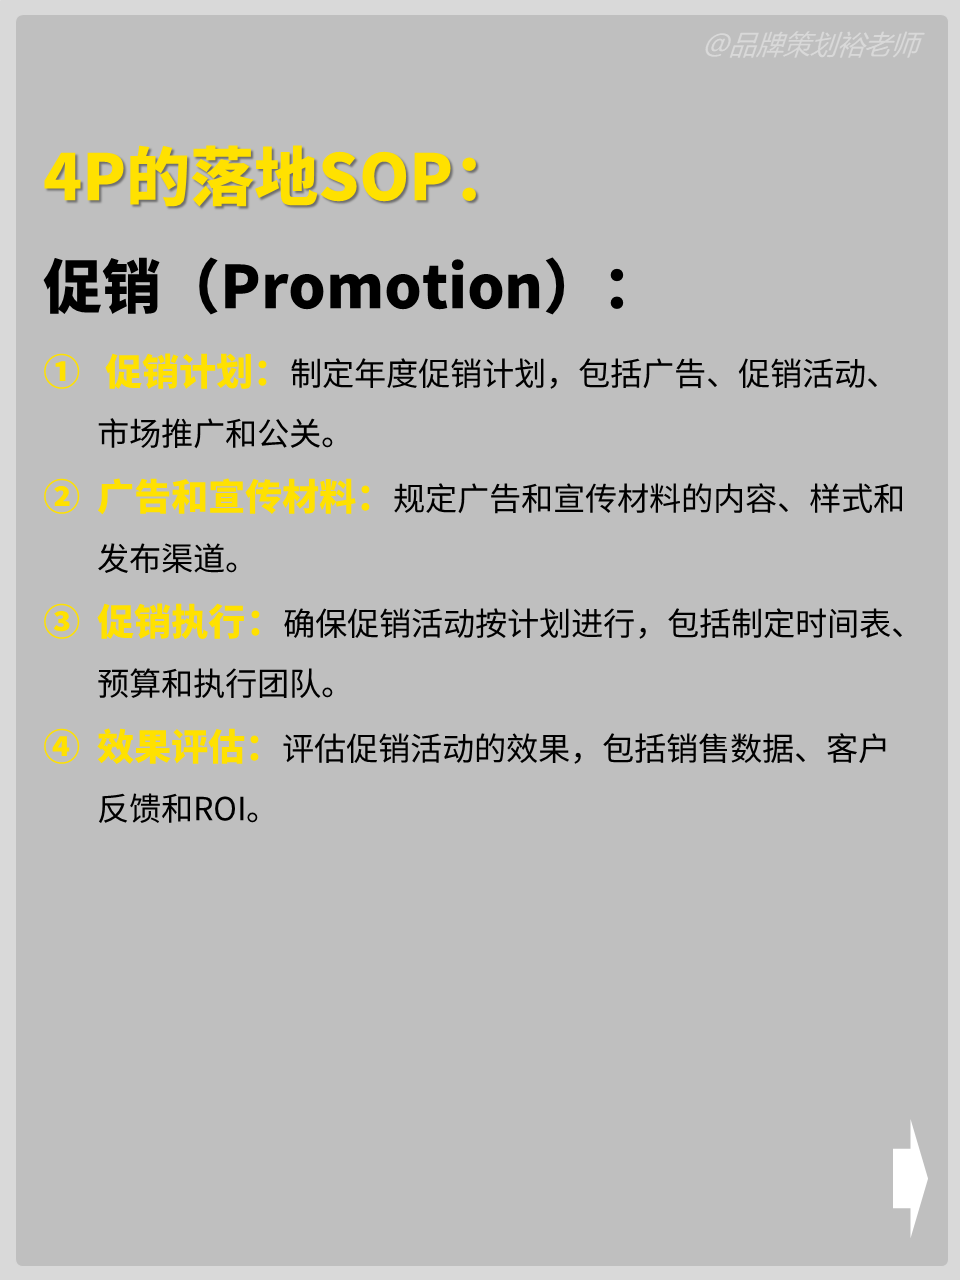 @品牌策划裕老师
4P的落地SOP：
促销（Promotion）：
① 促销计划：制定年度促销计划，包括广告、促销活动、
市场推广和公关。
② 广告和宣传材料：规定广告和宣传材料的内容、样式和
发布渠道。
③ 促销执行：确保促销活动按计划进行，包括制定时间表、
预算和执行团队。
④ 效果评估：评估促销活动的效果，包括销售数据、客户
反馈和ROI。